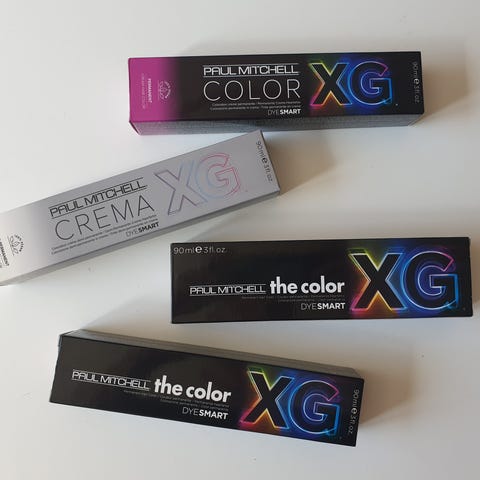 PAUL MITCHELL
COLOR XG
DYESMART
90ml ℮ 3 fl. oz.
PERMANENT
PAUL MITCHELL
CREMA XG
DYESMART
90ml ℮ 3 fl. oz.
PERMANENT
90ml ℮ 3 fl. oz.
PAUL MITCHELL the color XG
DYESMART
PAUL MITCHELL the color XG
DYESMART
90ml ℮ 3 fl. oz.